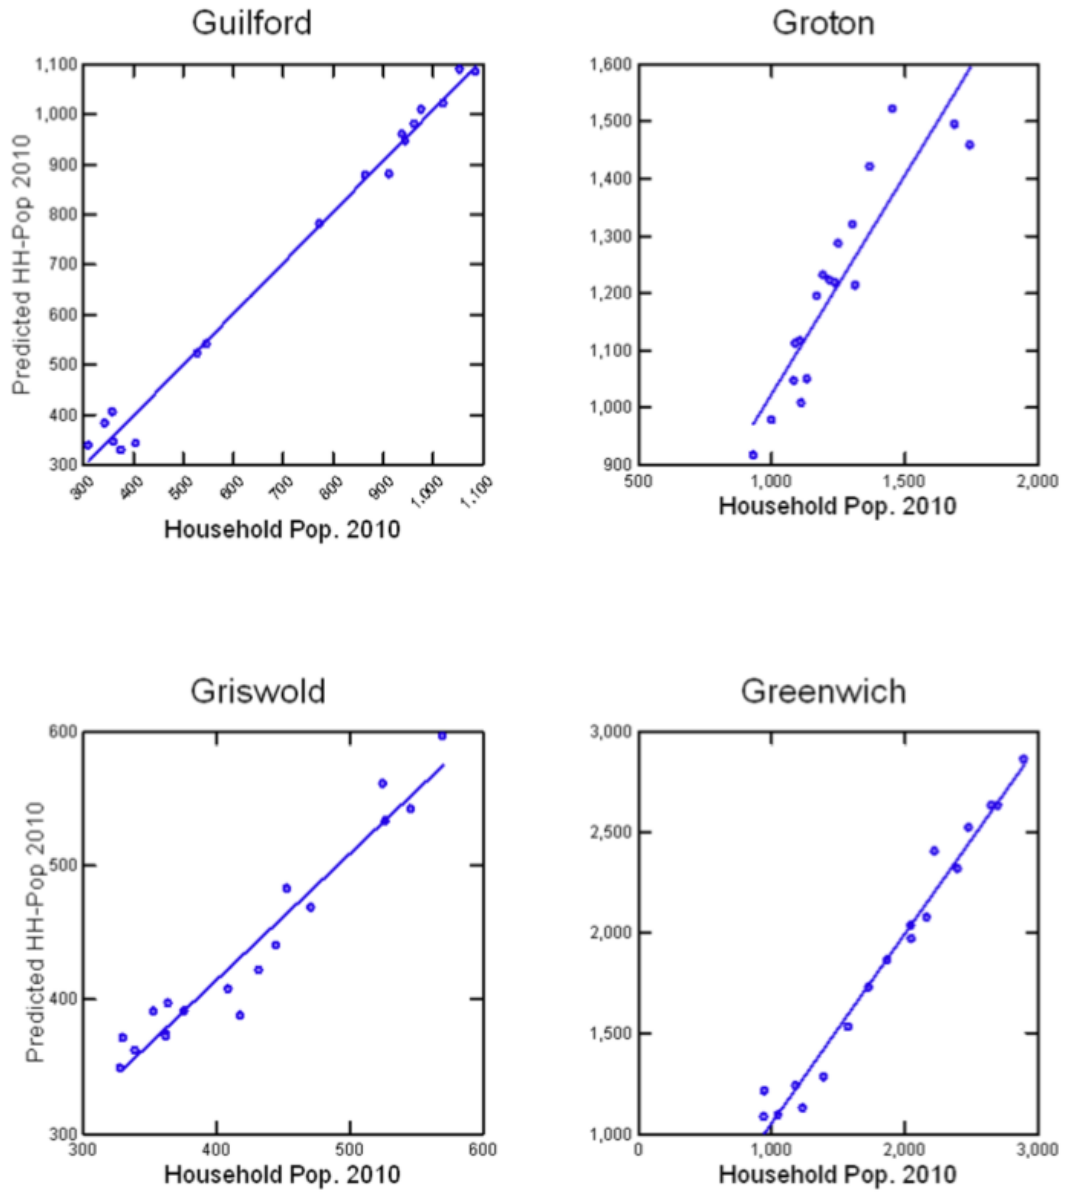 Guilford
Predicted HH-Pop 2010
1,100
1,000
900
800
700
600
500
400
300
300 400 500 600 700 800 900 1,000 1,100
Household Pop. 2010
Groton
1,600
1,500
1,400
1,300
1,200
1,100
1,000
900
500 1,000 1,500 2,000
Household Pop. 2010
Griswold
Predicted HH-Pop 2010
600
500
400
300
300 400 500 600
Household Pop. 2010
Greenwich
3,000
2,500
2,000
1,500
1,000
0 1,000 2,000 3,000
Household Pop. 2010